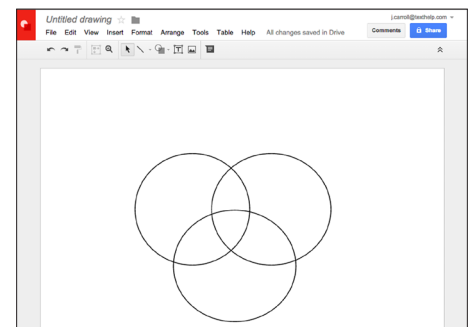 Untitled drawing
j.carroll@texthelp.com
File Edit View Insert Format Arrange Tools Table Help All changes saved in Drive
Comments Share